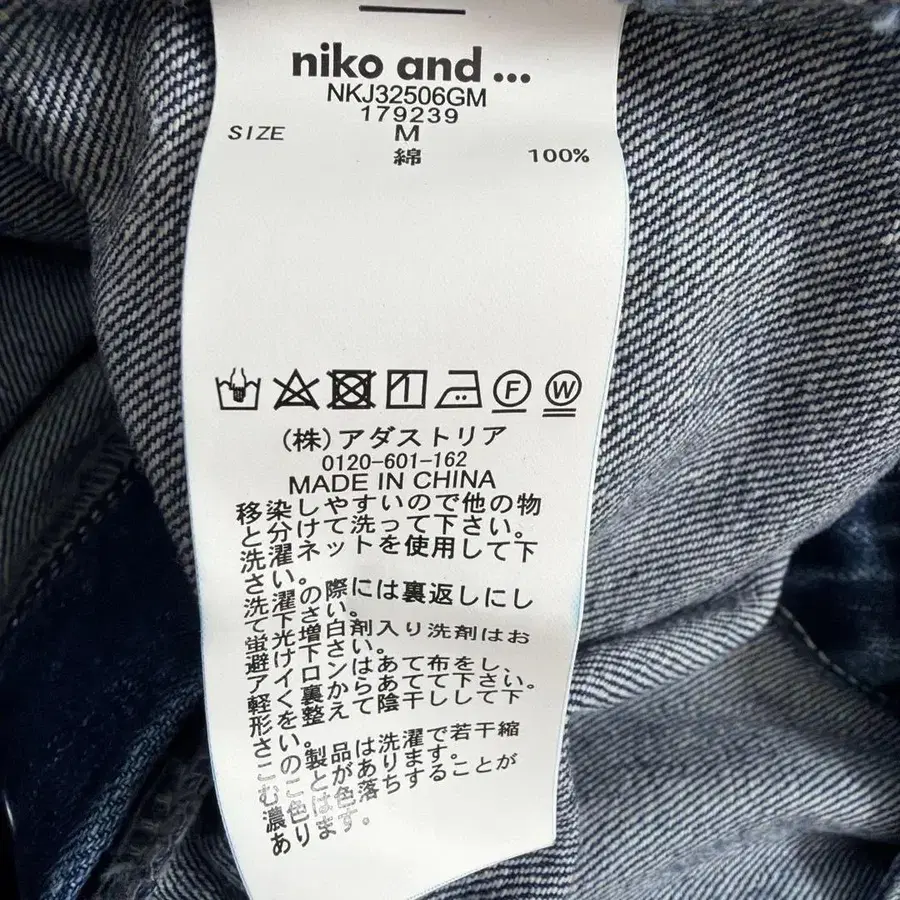 niko and ...
NKJ32506GM
179239
SIZE M
綿 100%
F W
(株)アダストリア
0120-601-162
MADE IN CHINA
移染しやすいので他の物
と分けて洗って下さい。
洗濯ネットを使用して下
さい。
洗濯の際には裏返しにし
て下さい。
蛍光増白剤入り洗剤はお
避け下さい。
アイロンはあて布をし、
軽く裏からあてて下さい。
形を整えて陰干しして下
さい。
この製品は洗濯で若干縮
むことがあります。
濃色は色落ちすることが
あります。